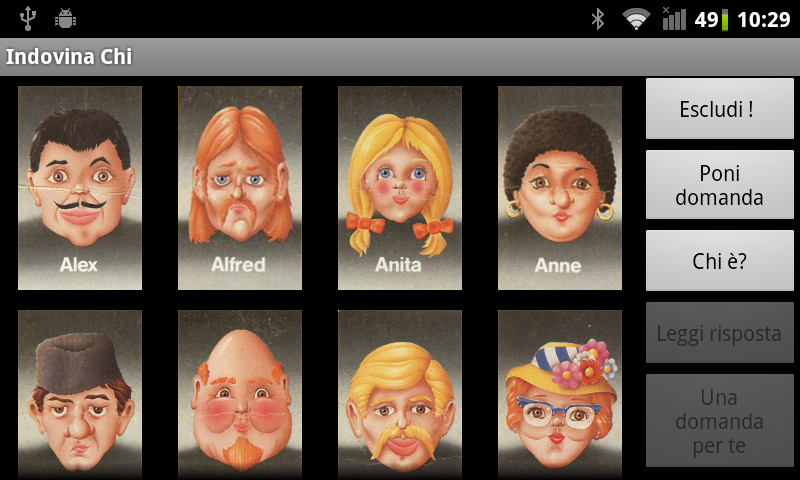 49 10:29
Indovina Chi
Escludi !
Poni
domanda
Chi è?
Leggi risposta
Una
domanda
per te
Alex
Alfred
Anita
Anne